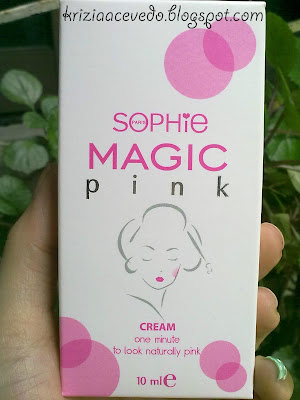 kriziaacevedo.blogspot.com
SOPHie
PARIS
MAGIC
pink
CREAM
one minute
to look naturally pink
10 ml e